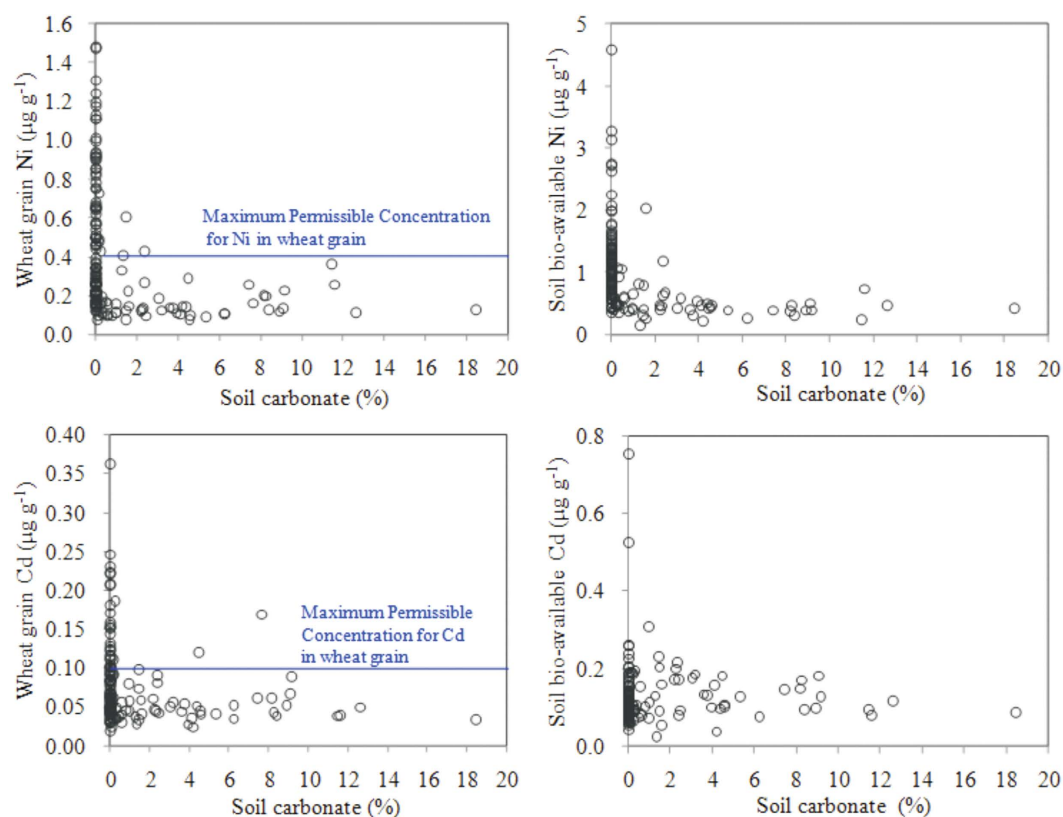 Wheat grain Ni (μg g⁻¹)
1.6
1.4
1.2
1.0
0.8
0.6
0.4
0.2
0.0
Maximum Permissible Concentration
for Ni in wheat grain
0 2 4 6 8 10 12 14 16 18 20
Soil carbonate (%)
Soil bio-available Ni (μg g⁻¹)
5
4
3
2
1
0
0 2 4 6 8 10 12 14 16 18 20
Soil carbonate (%)
Wheat grain Cd (μg g⁻¹)
0.40
0.35
0.30
0.25
0.20
0.15
0.10
0.05
0.00
Maximum Permissible
Concentration for Cd
in wheat grain
0 2 4 6 8 10 12 14 16 18 20
Soil carbonate (%)
Soil bio-available Cd (μg g⁻¹)
0.8
0.6
0.4
0.2
0.0
0 2 4 6 8 10 12 14 16 18 20
Soil carbonate (%)